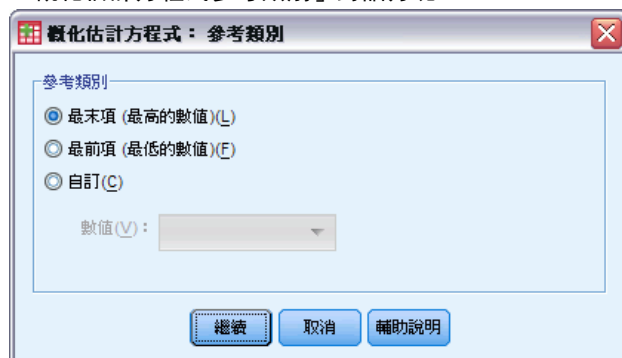 概化估計方程式： 參考類別
參考類別
最末項 (最高的數值)(L)
最前項 (最低的數值)(F)
自訂(C)
數值(V)：
繼續
取消
輔助說明